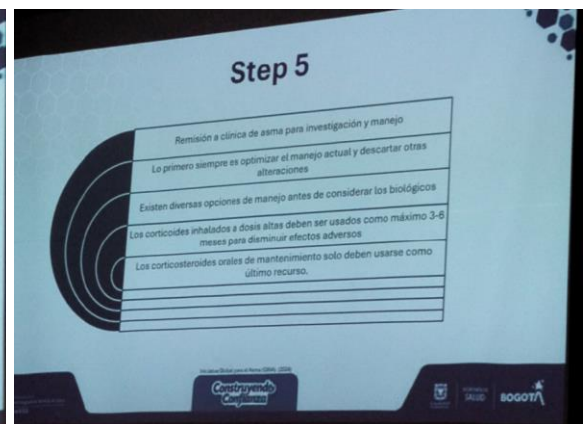 Step 5
Remisión a clínica de asma para investigación y manejo
Lo primero siempre es optimizar el manejo actual y descartar otras
alteraciones
Existen diversas opciones de manejo antes de considerar los biológicos
Los corticoides inhalados a dosis altas deben ser usados como máximo 3-6
meses para disminuir efectos adversos
Los corticosteroides orales de mantenimiento solo deben usarse como
último recurso.
Construyendo
Confianza
SALUD
BOGOTÁ